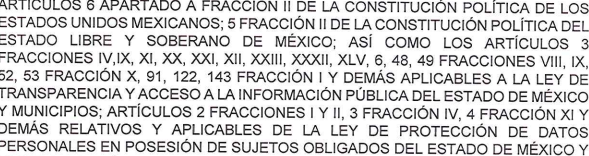 ARTÍCULOS 6 APARTADO A FRACCIÓN II DE LA CONSTITUCIÓN POLÍTICA DE LOS
ESTADOS UNIDOS MEXICANOS; 5 FRACCIÓN II DE LA CONSTITUCIÓN POLÍTICA DEL
ESTADO LIBRE Y SOBERANO DE MÉXICO; ASÍ COMO LOS ARTÍCULOS 3
FRACCIONES IV,IX, XI, XX, XXI, XII, XXIII, XXXII, XLV, 6, 48, 49 FRACCIONES VIII, IX,
52, 53 FRACCIÓN X, 91, 122, 143 FRACCIÓN I Y DEMÁS APLICABLES A LA LEY DE
TRANSPARENCIA Y ACCESO A LA INFORMACIÓN PÚBLICA DEL ESTADO DE MÉXICO
Y MUNICIPIOS; ARTÍCULOS 2 FRACCIONES I Y II, 3 FRACCIÓN IV, 4 FRACCIÓN XI Y
DEMÁS RELATIVOS Y APLICABLES DE LA LEY DE PROTECCIÓN DE DATOS
PERSONALES EN POSESIÓN DE SUJETOS OBLIGADOS DEL ESTADO DE MÉXICO Y